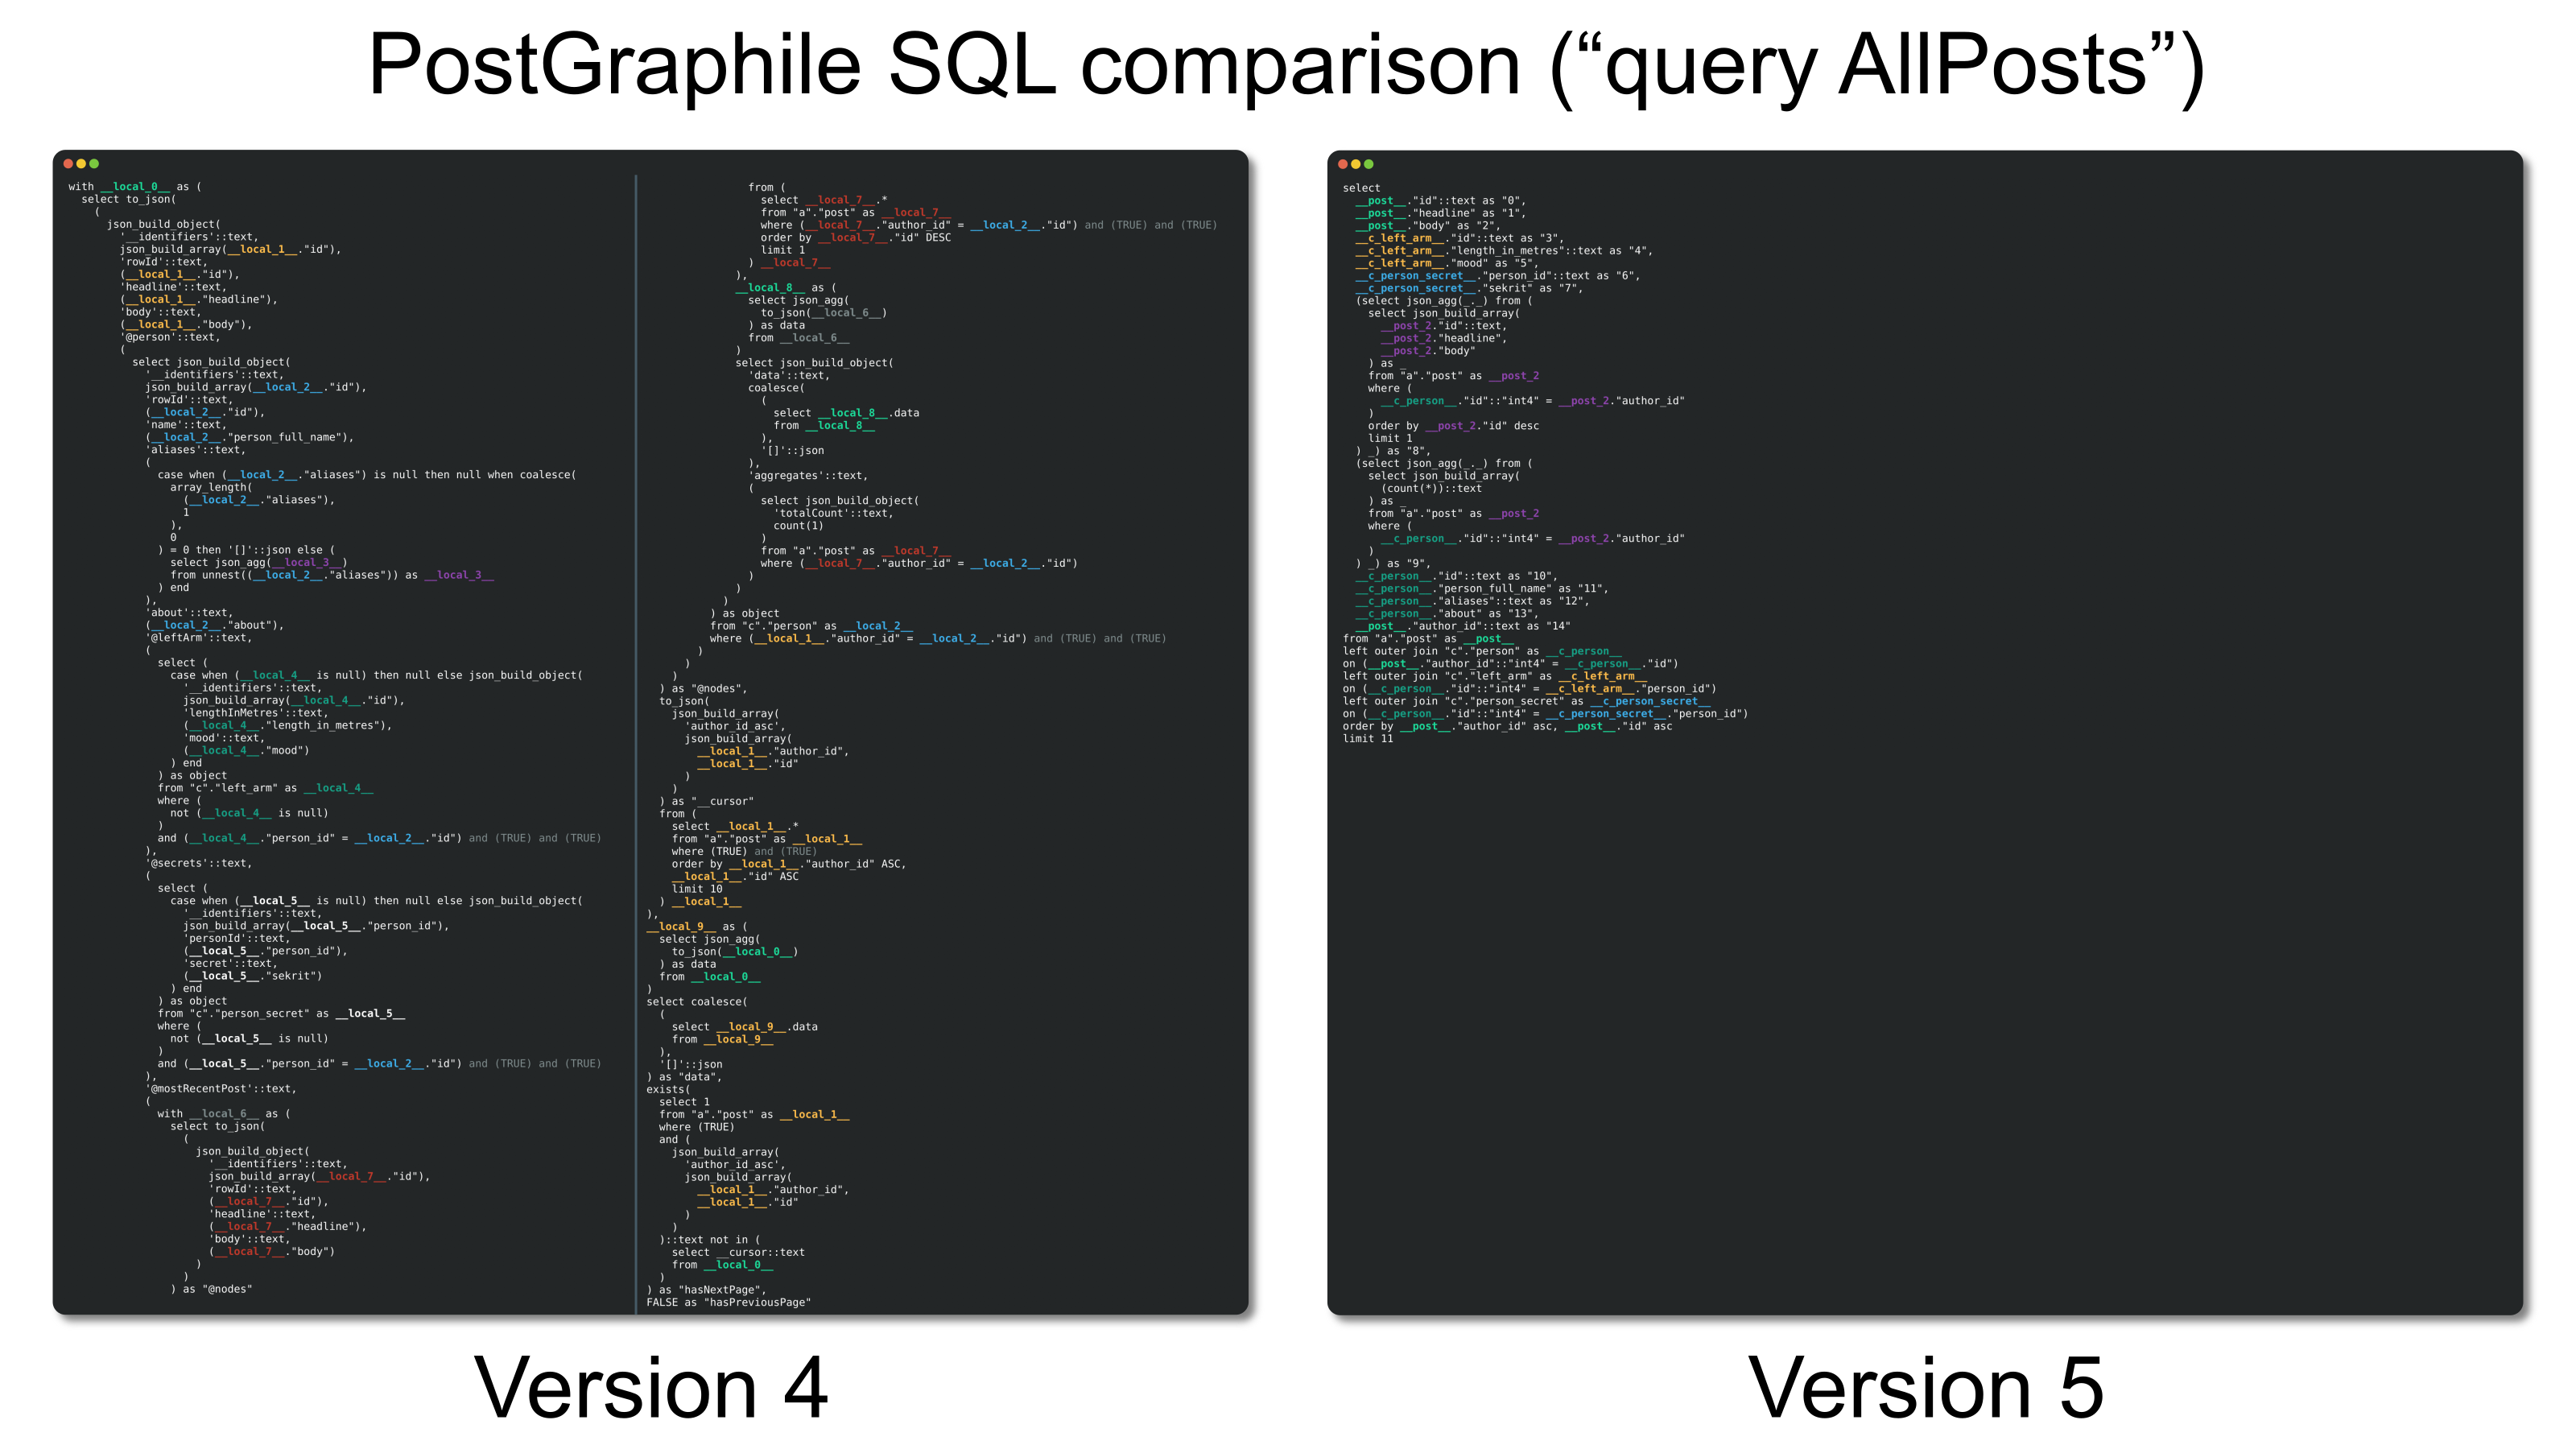 PostGraphile SQL comparison (“query AllPosts”)
with __local_0__ as (
select to_json(
(
json_build_object(
'__identifiers'::text,
json_build_array(__local_1__."id"),
'rowId'::text,
(__local_1__."id"),
'headline'::text,
(__local_1__."headline"),
'body'::text,
(__local_1__."body"),
'@person'::text,
(
select json_build_object(
'__identifiers'::text,
json_build_array(__local_2__."id"),
'rowId'::text,
(__local_2__."id"),
'name'::text,
(__local_2__."person_full_name"),
'aliases'::text,
(
case when (__local_2__."aliases") is null then null when coalesce(
array_length(
(__local_2__."aliases"),
1
),
0
) = 0 then '[]'::json else (
select json_agg(__local_3__)
from unnest((__local_2__."aliases")) as __local_3__
) end
),
'about'::text,
(__local_2__."about"),
'@leftArm'::text,
(
select (
case when (__local_4__ is null) then null else json_build_object(
'__identifiers'::text,
json_build_array(__local_4__."id"),
'lengthInMetres'::text,
(__local_4__."length_in_metres"),
'mood'::text,
(__local_4__."mood")
) end
) as object
from "c"."left_arm" as __local_4__
where (
not (__local_4__ is null)
)
and (__local_4__."person_id" = __local_2__."id") and (TRUE) and (TRUE)
),
'@secrets'::text,
(
select (
case when (__local_5__ is null) then null else json_build_object(
'__identifiers'::text,
json_build_array(__local_5__."person_id"),
'personId'::text,
(__local_5__."person_id"),
'secret'::text,
(__local_5__."sekrit")
) end
) as object
from "c"."person_secret" as __local_5__
where (
not (__local_5__ is null)
)
and (__local_5__."person_id" = __local_2__."id") and (TRUE) and (TRUE)
),
'@mostRecentPost'::text,
(
with __local_6__ as (
select to_json(
(
json_build_object(
'__identifiers'::text,
json_build_array(__local_7__."id"),
'rowId'::text,
(__local_7__."id"),
'headline'::text,
(__local_7__."headline"),
'body'::text,
(__local_7__."body")
)
)
) as "@nodes"
from (
select __local_7__.*
from "a"."post" as __local_7__
where (__local_7__."author_id" = __local_2__."id") and (TRUE) and (TRUE)
order by __local_7__."id" DESC
limit 1
) __local_7__
),
__local_8__ as (
select json_agg(
to_json(__local_6__)
) as data
from __local_6__
)
select json_build_object(
'data'::text,
coalesce(
(
select __local_8__.data
from __local_8__
),
'[]'::json
),
'aggregates'::text,
(
select json_build_object(
'totalCount'::text,
count(1)
)
from "a"."post" as __local_7__
where (__local_7__."author_id" = __local_2__."id")
)
)
)
) as object
from "c"."person" as __local_2__
where (__local_1__."author_id" = __local_2__."id") and (TRUE) and (TRUE)
)
)
)
) as "@nodes",
to_json(
json_build_array(
'author_id_asc',
json_build_array(
__local_1__."author_id",
__local_1__."id"
)
)
) as "__cursor"
from (
select __local_1__.*
from "a"."post" as __local_1__
where (TRUE) and (TRUE)
order by __local_1__."author_id" ASC,
__local_1__."id" ASC
limit 10
) __local_1__
),
__local_9__ as (
select json_agg(
to_json(__local_0__)
) as data
from __local_0__
)
select coalesce(
(
select __local_9__.data
from __local_9__
),
'[]'::json
) as "data",
exists(
select 1
from "a"."post" as __local_1__
where (TRUE)
and (
json_build_array(
'author_id_asc',
json_build_array(
__local_1__."author_id",
__local_1__."id"
)
)
)::text not in (
select __cursor::text
from __local_0__
)
) as "hasNextPage",
FALSE as "hasPreviousPage"
Version 4
select
__post__."id"::text as "0",
__post__."headline" as "1",
__post__."body" as "2",
__c_left_arm__."id"::text as "3",
__c_left_arm__."length_in_metres"::text as "4",
__c_left_arm__."mood" as "5",
__c_person_secret__."person_id"::text as "6",
__c_person_secret__."sekrit" as "7",
(select json_agg(_._) from (
select json_build_array(
__post_2."id"::text,
__post_2."headline",
__post_2."body"
) as _
from "a"."post" as __post_2
where (
__c_person__."id"::"int4" = __post_2."author_id"
)
order by __post_2."id" desc
limit 1
) _) as "8",
(select json_agg(_._) from (
select json_build_array(
(count(*))::text
) as _
from "a"."post" as __post_2
where (
__c_person__."id"::"int4" = __post_2."author_id"
)
) _) as "9",
__c_person__."id"::text as "10",
__c_person__."person_full_name" as "11",
__c_person__."aliases"::text as "12",
__c_person__."about" as "13",
__post__."author_id"::text as "14"
from "a"."post" as __post__
left outer join "c"."person" as __c_person__
on (__post__."author_id"::"int4" = __c_person__."id")
left outer join "c"."left_arm" as __c_left_arm__
on (__c_person__."id"::"int4" = __c_left_arm__."person_id")
left outer join "c"."person_secret" as __c_person_secret__
on (__c_person__."id"::"int4" = __c_person_secret__."person_id")
order by __post__."author_id" asc, __post__."id" asc
limit 11
Version 5